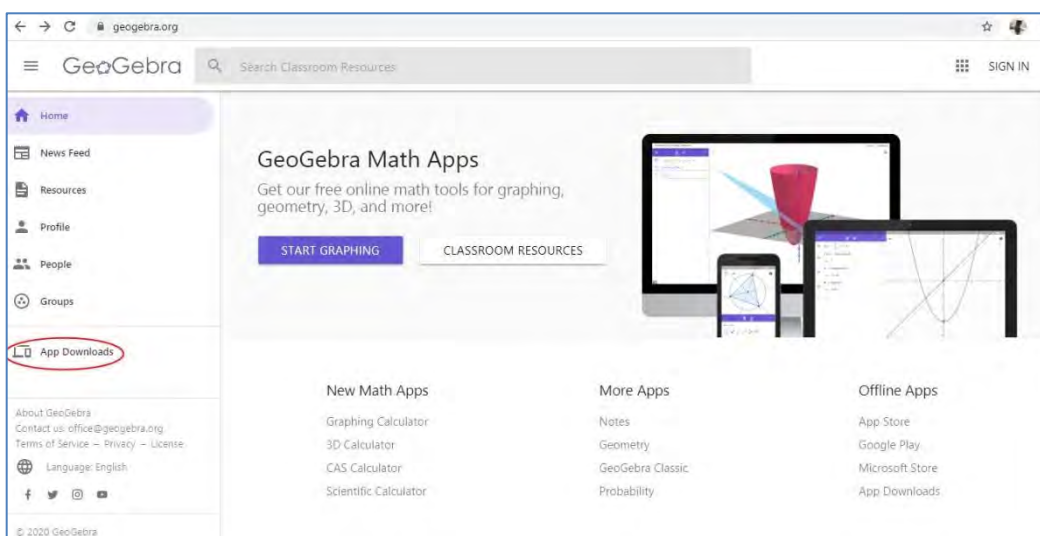 geogebra.org
GeoGebra
Search Classroom Resources
SIGN IN
Home
News Feed
Resources
Profile
People
Groups
App Downloads
About GeoGebra
Contact us: office@geogebra.org
Terms of Service – Privacy – License
Language: English
© 2020 GeoGebra
GeoGebra Math Apps
Get our free online math tools for graphing,
geometry, 3D, and more!
START GRAPHING
CLASSROOM RESOURCES
New Math Apps
Graphing Calculator
3D Calculator
CAS Calculator
Scientific Calculator
More Apps
Notes
Geometry
GeoGebra Classic
Probability
Offline Apps
App Store
Google Play
Microsoft Store
App Downloads